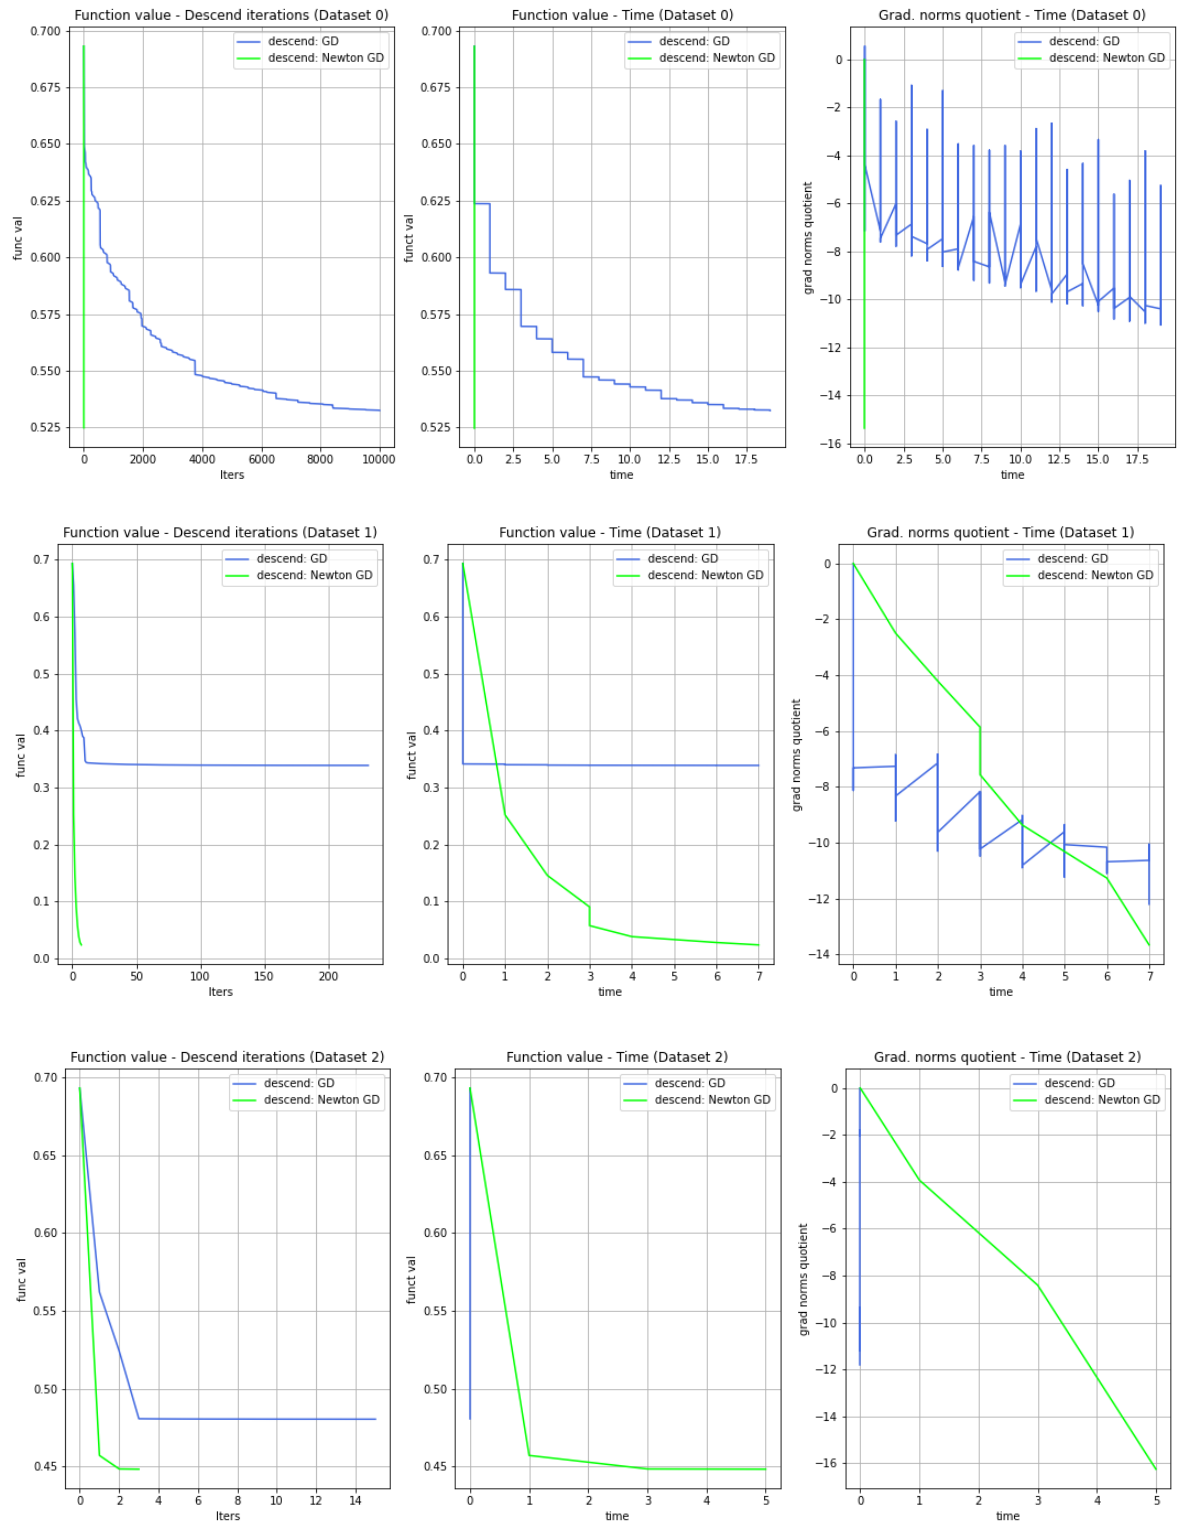 Function value - Descend iterations (Dataset 0)
descend: GD
descend: Newton GD
0.700
0.675
0.650
0.625
0.600
0.575
0.550
0.525
func val
0 2000 4000 6000 8000 10000
Iters
Function value - Time (Dataset 0)
descend: GD
descend: Newton GD
0.700
0.675
0.650
0.625
0.600
0.575
0.550
0.525
funct val
0.0 2.5 5.0 7.5 10.0 12.5 15.0 17.5
time
Grad. norms quotient - Time (Dataset 0)
descend: GD
descend: Newton GD
0
−2
−4
−6
−8
−10
−12
−14
−16
grad norms quotient
0.0 2.5 5.0 7.5 10.0 12.5 15.0 17.5
time
Function value - Descend iterations (Dataset 1)
descend: GD
descend: Newton GD
0.7
0.6
0.5
0.4
0.3
0.2
0.1
0.0
func val
0 50 100 150 200
Iters
Function value - Time (Dataset 1)
descend: GD
descend: Newton GD
0.7
0.6
0.5
0.4
0.3
0.2
0.1
0.0
funct val
0 1 2 3 4 5 6 7
time
Grad. norms quotient - Time (Dataset 1)
descend: GD
descend: Newton GD
0
−2
−4
−6
−8
−10
−12
−14
grad norms quotient
0 1 2 3 4 5 6 7
time
Function value - Descend iterations (Dataset 2)
descend: GD
descend: Newton GD
0.70
0.65
0.60
0.55
0.50
0.45
func val
0 2 4 6 8 10 12 14
Iters
Function value - Time (Dataset 2)
descend: GD
descend: Newton GD
0.70
0.65
0.60
0.55
0.50
0.45
funct val
0 1 2 3 4 5
time
Grad. norms quotient - Time (Dataset 2)
descend: GD
descend: Newton GD
0
−2
−4
−6
−8
−10
−12
−14
−16
grad norms quotient
0 1 2 3 4 5
time